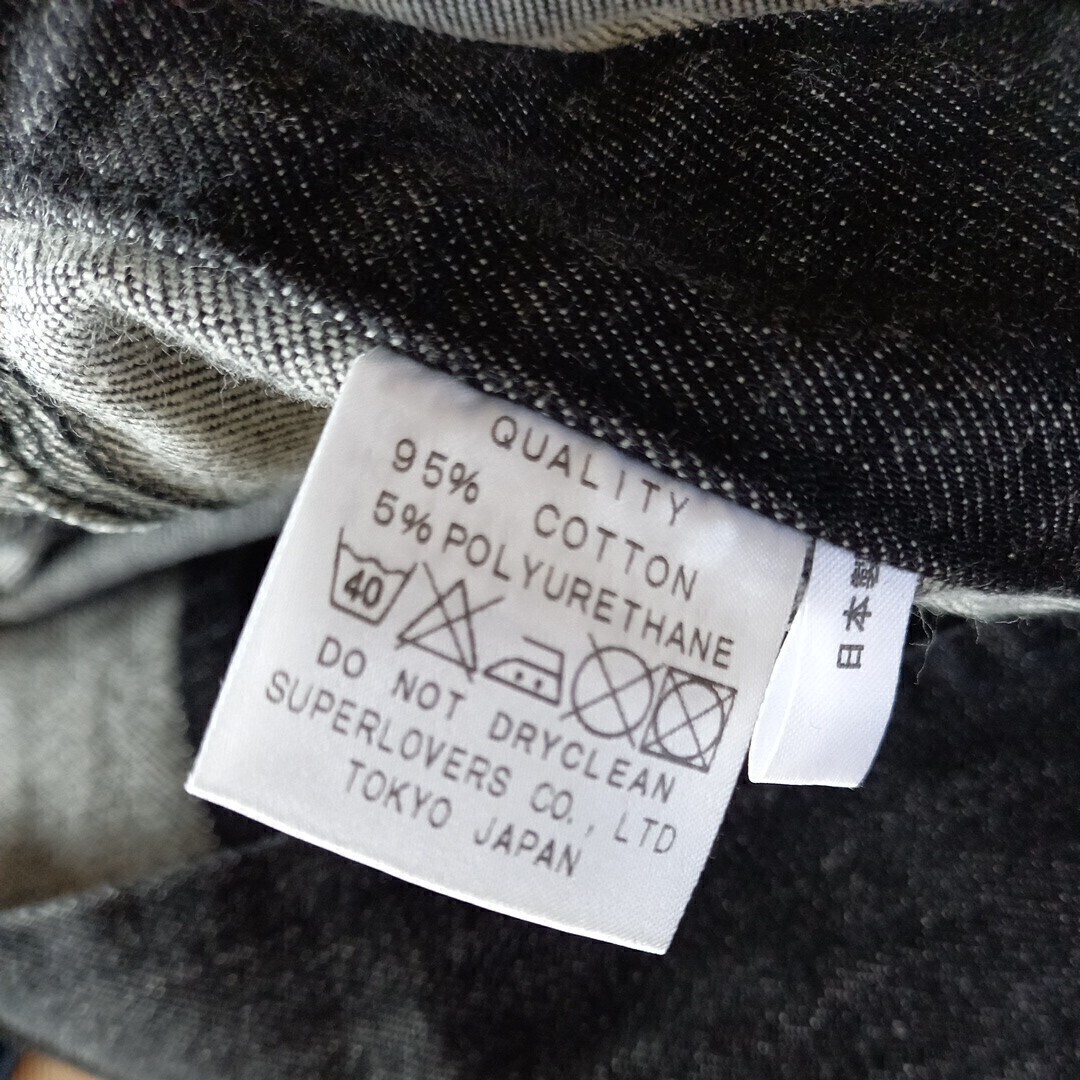 QUALITY
95% COTTON
5% POLYURETHANE
40
DO NOT DRYCLEAN
SUPERLOVERS CO., LTD
TOKYO JAPAN
日本製